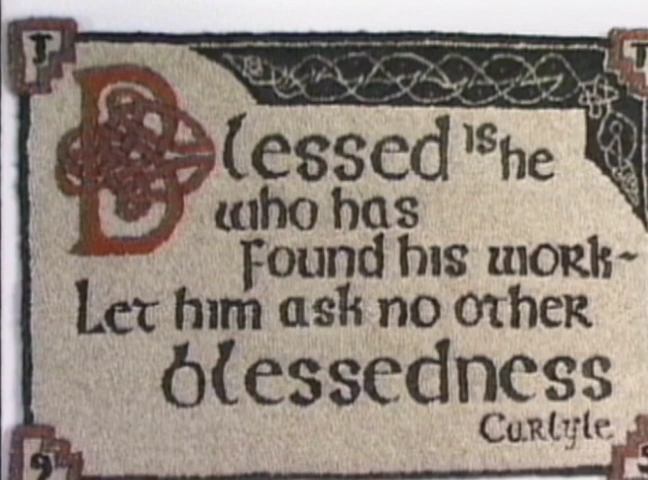 J T
Blessed is he
who has
Found his work-
Let him ask no other
blessedness
Carlyle